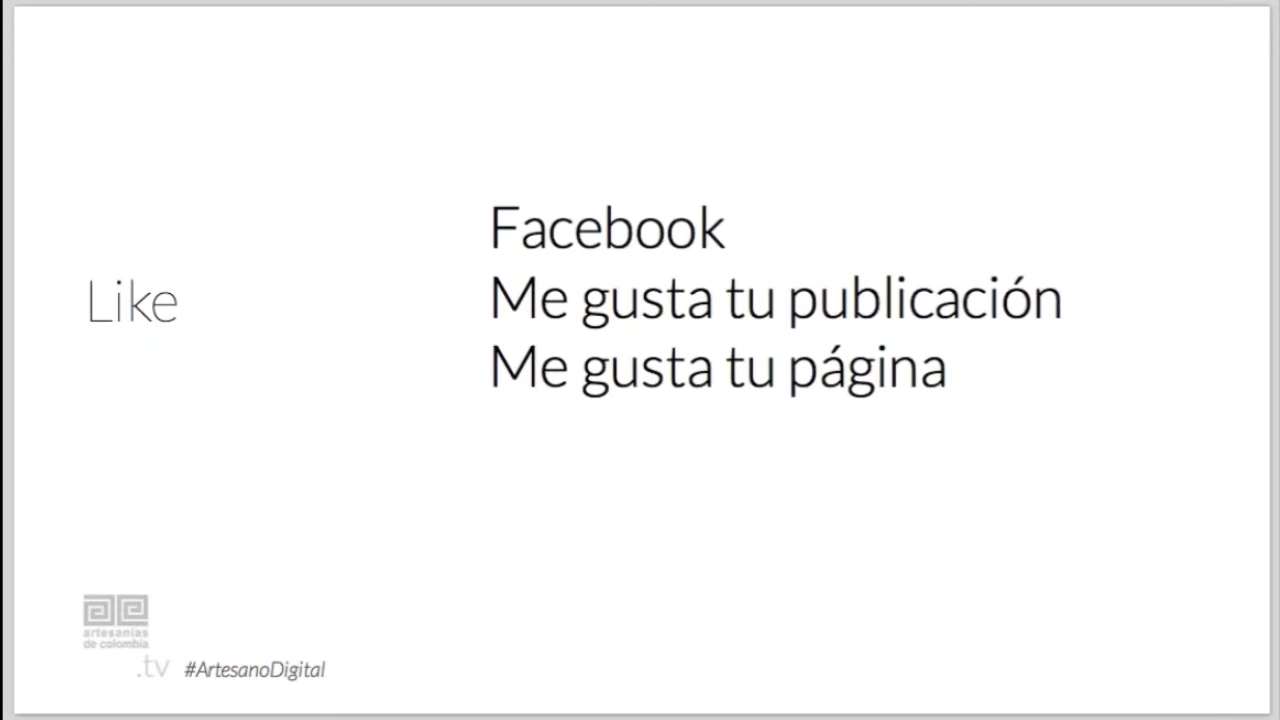 Like
Facebook
Me gusta tu publicación
Me gusta tu página
artesanías
de colombia
.tv
#ArtesanoDigital